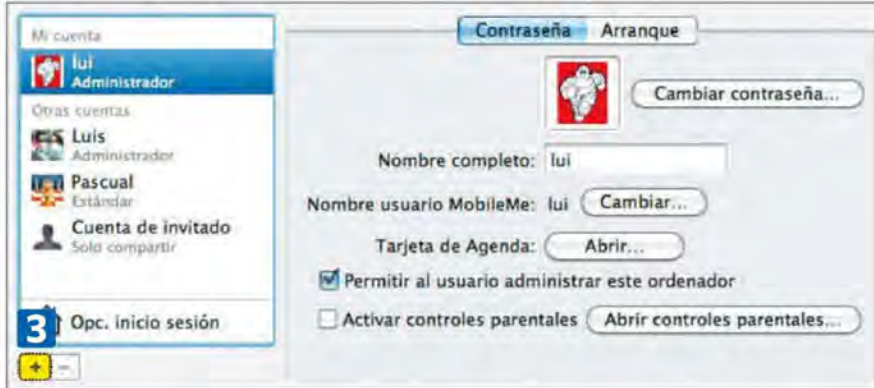 Mi cuenta
lui
Administrador
Otras cuentas
Luis
Administrador
Pascual
Estándar
Cuenta de invitado
Solo compartir
Opc. inicio sesión
3
+ -
Contraseña Arranque
Cambiar contraseña...
Nombre completo: lui
Nombre usuario MobileMe: lui Cambiar...
Tarjeta de Agenda: Abrir...
Permitir al usuario administrar este ordenador
Activar controles parentales Abrir controles parentales...